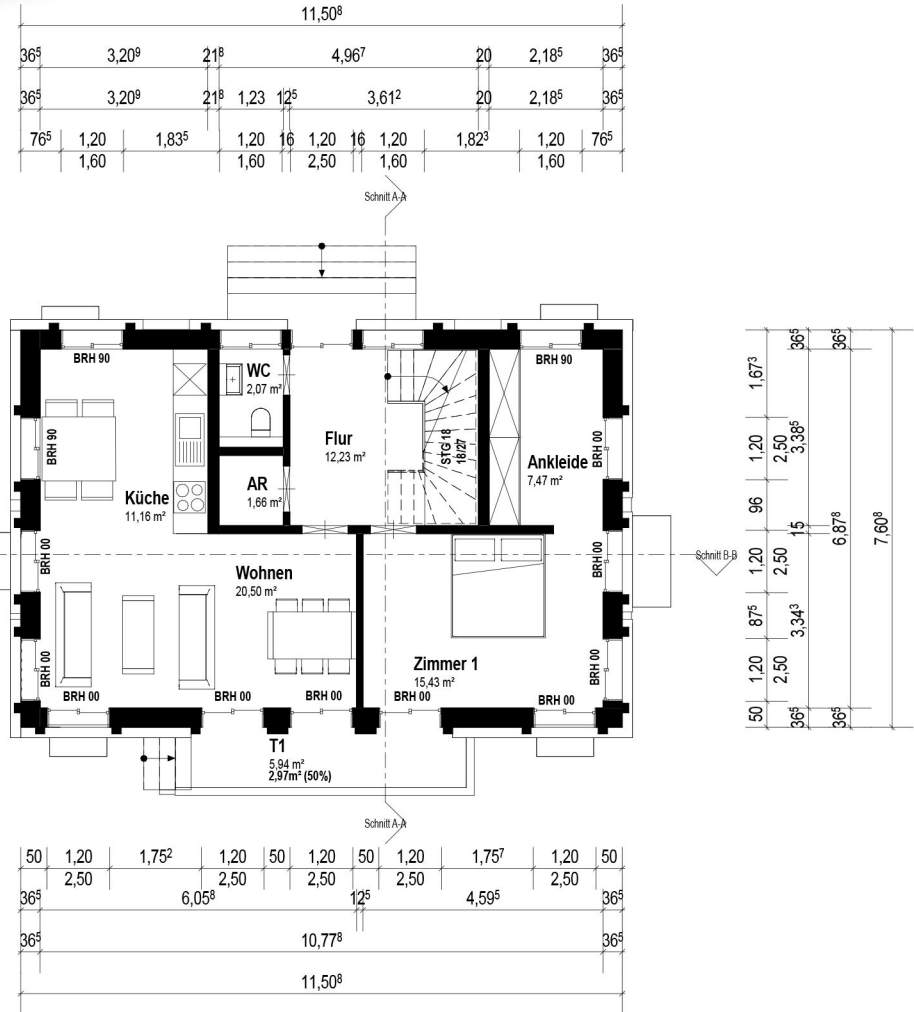 11,50⁸
36⁵ 3,20⁹ 21⁸ 4,96⁷ 20 2,18⁵ 36⁵
36⁵ 3,20⁹ 21⁸ 1,23 12⁵ 3,61² 20 2,18⁵ 36⁵
76⁵ 1,20 1,83⁵ 1,20 16 1,20 16 1,20 1,82³ 1,20 76⁵
1,60 1,60 2,50 1,60 1,60
Schnitt A-A
BRH 90
BRH 90
WC
2,07 m²
BRH 90
Flur
12,23 m²
STG 18
18/27
Ankleide
7,47 m²
BRH 00
AR
1,66 m²
Küche
11,16 m²
BRH 00
BRH 00
Schnitt B-B
Wohnen
20,50 m²
BRH 00
Zimmer 1
15,43 m²
BRH 00
BRH 00
BRH 00
BRH 00
BRH 00
BRH 00
T1
5,94 m²
2,97m² (50%)
Schnitt A-A
1,67³ 1,20 96 1,20 87⁵ 1,20 50
2,50 2,50 2,50
36⁵ 3,38⁵ 15 3,34³ 36⁵
36⁵ 6,87⁸ 36⁵
7,60⁸
50 1,20 1,75² 1,20 50 1,20 50 1,20 1,75⁷ 1,20 50
2,50 2,50 2,50 2,50 2,50
36⁵ 6,05⁸ 12⁵ 4,59⁵ 36⁵
36⁵ 10,77⁸ 36⁵
11,50⁸